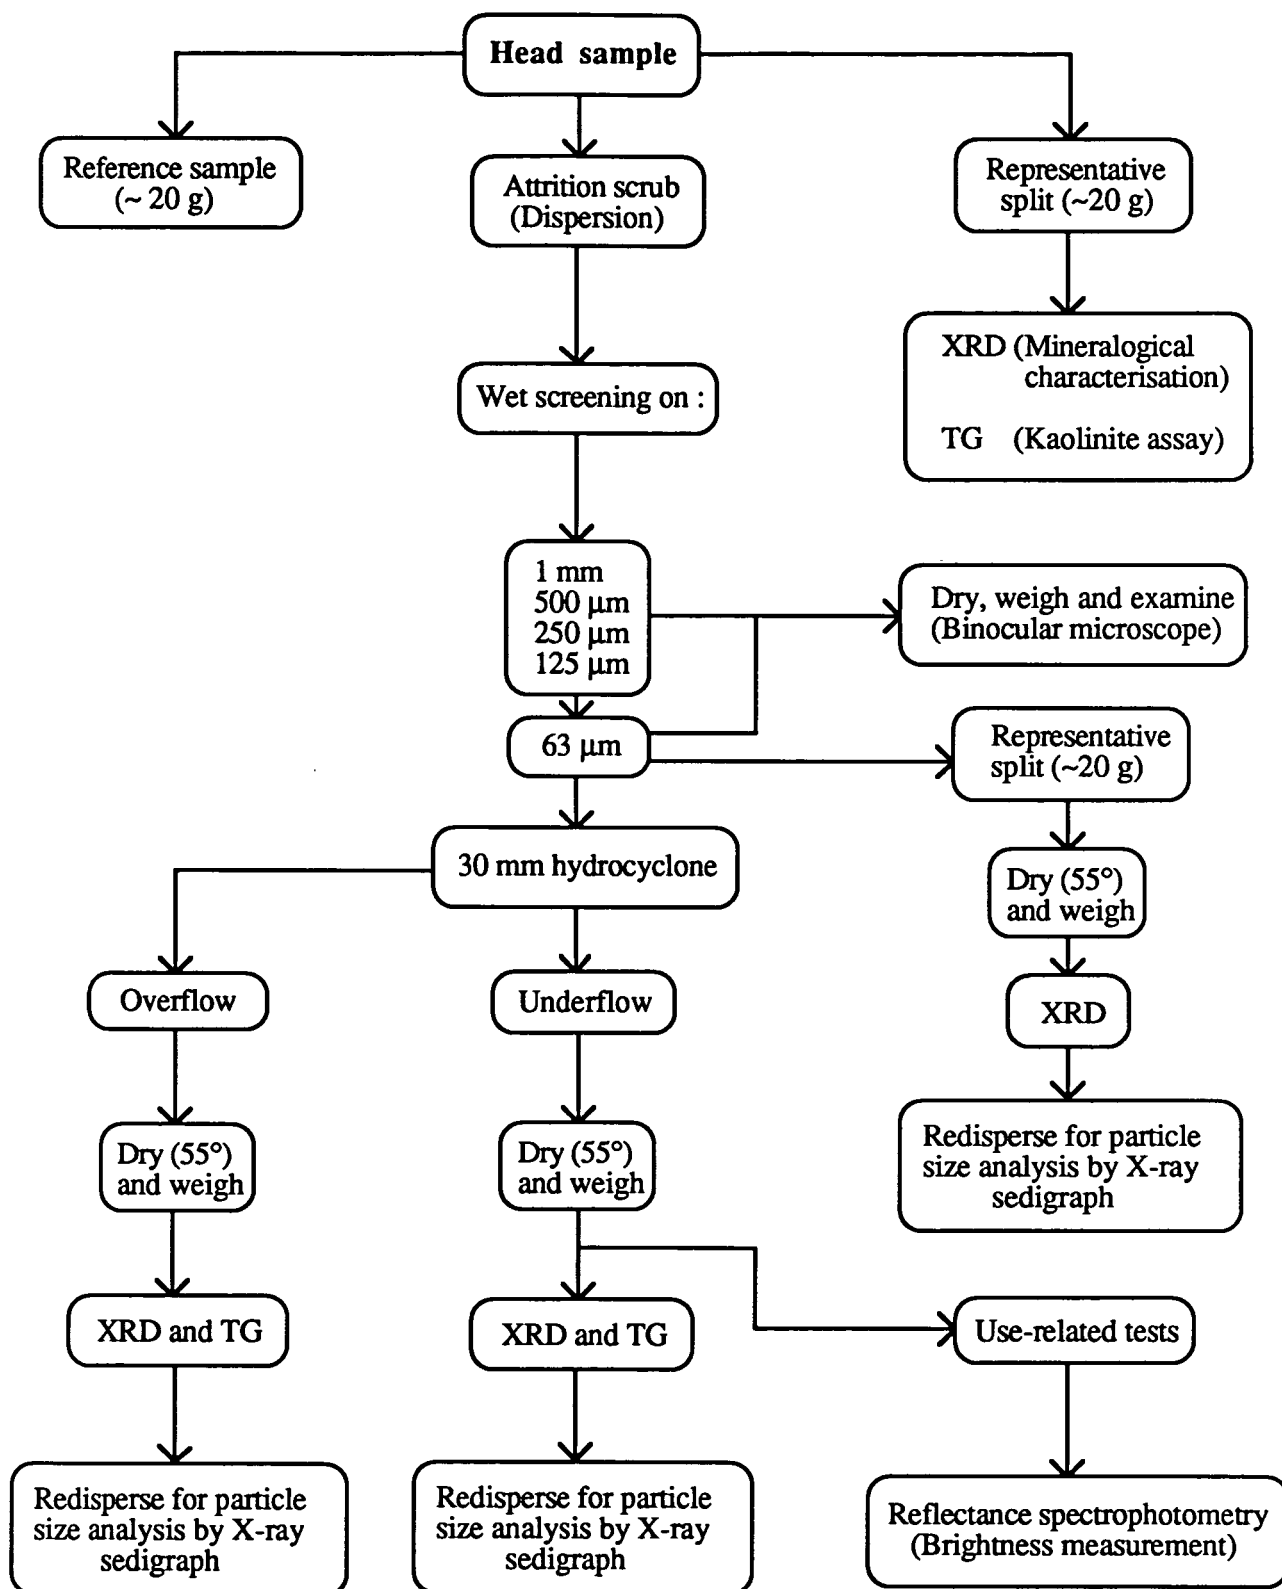 Head sample
Reference sample
(~ 20 g)
Attrition scrub
(Dispersion)
Representative
split (~20 g)
XRD (Mineralogical
characterisation)
TG (Kaolinite assay)
Wet screening on :
1 mm
500 µm
250 µm
125 µm
Dry, weigh and examine
(Binocular microscope)
63 µm
Representative
split (~20 g)
30 mm hydrocyclone
Dry (55°)
and weigh
Overflow
Underflow
XRD
Dry (55°)
and weigh
Dry (55°)
and weigh
Redisperse for particle
size analysis by X-ray
sedigraph
XRD and TG
XRD and TG
Use-related tests
Redisperse for particle
size analysis by X-ray
sedigraph
Redisperse for particle
size analysis by X-ray
sedigraph
Reflectance spectrophotometry
(Brightness measurement)